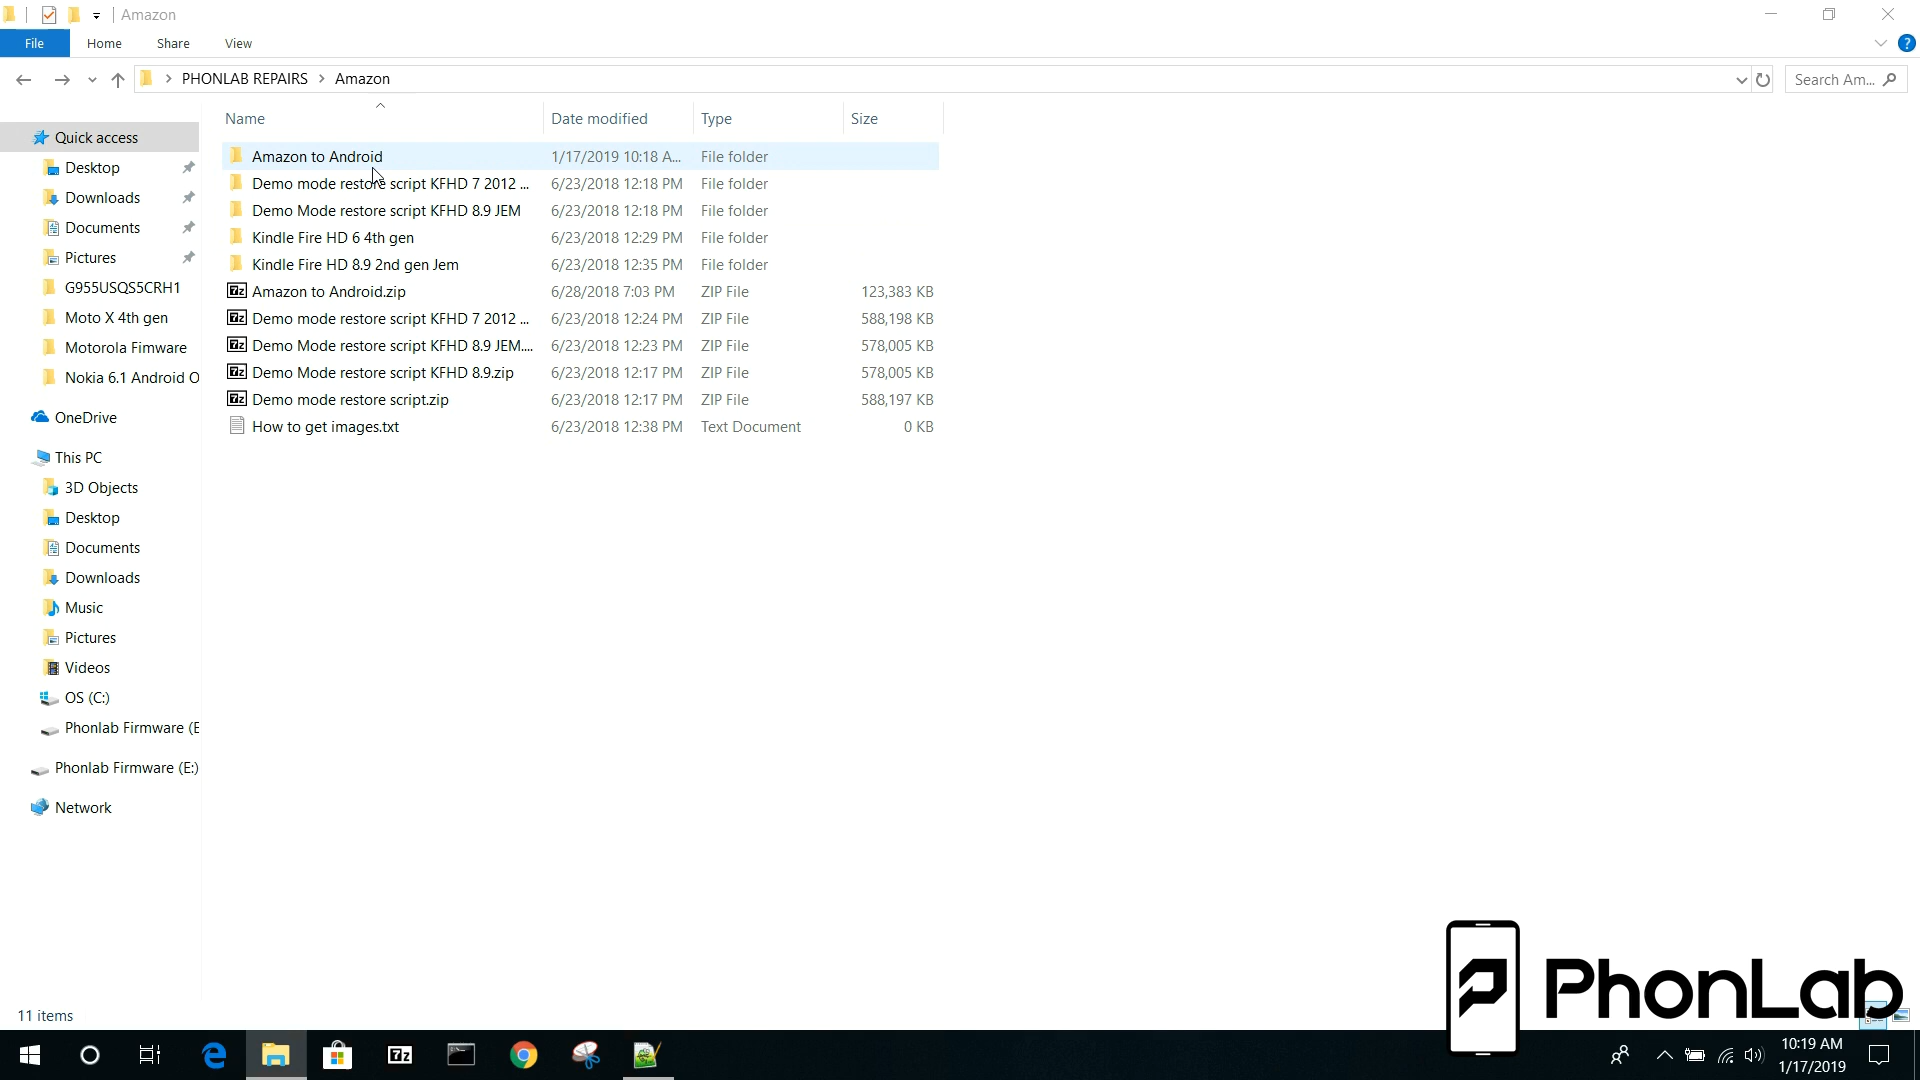 Amazon
File Home Share View
PHONLAB REPAIRS > Amazon
Search Am...
Name Date modified Type Size
Quick access
Desktop
Downloads
Documents
Pictures
G955USQS5CRH1
Moto X 4th gen
Motorola Fimware
Nokia 6.1 Android O
OneDrive
This PC
3D Objects
Desktop
Documents
Downloads
Music
Pictures
Videos
OS (C:)
Phonlab Firmware (E
Phonlab Firmware (E:)
Network
Amazon to Android 1/17/2019 10:18 A... File folder
Demo mode restore script KFHD 7 2012 ... 6/23/2018 12:18 PM File folder
Demo Mode restore script KFHD 8.9 JEM 6/23/2018 12:18 PM File folder
Kindle Fire HD 6 4th gen 6/23/2018 12:29 PM File folder
Kindle Fire HD 8.9 2nd gen Jem 6/23/2018 12:35 PM File folder
Amazon to Android.zip 6/28/2018 7:03 PM ZIP File 123,383 KB
Demo mode restore script KFHD 7 2012 ... 6/23/2018 12:24 PM ZIP File 588,198 KB
Demo Mode restore script KFHD 8.9 JEM.... 6/23/2018 12:23 PM ZIP File 578,005 KB
Demo Mode restore script KFHD 8.9.zip 6/23/2018 12:17 PM ZIP File 578,005 KB
Demo mode restore script.zip 6/23/2018 12:17 PM ZIP File 588,197 KB
How to get images.txt 6/23/2018 12:38 PM Text Document 0 KB
11 items
PhonLab
7z
10:19 AM
1/17/2019